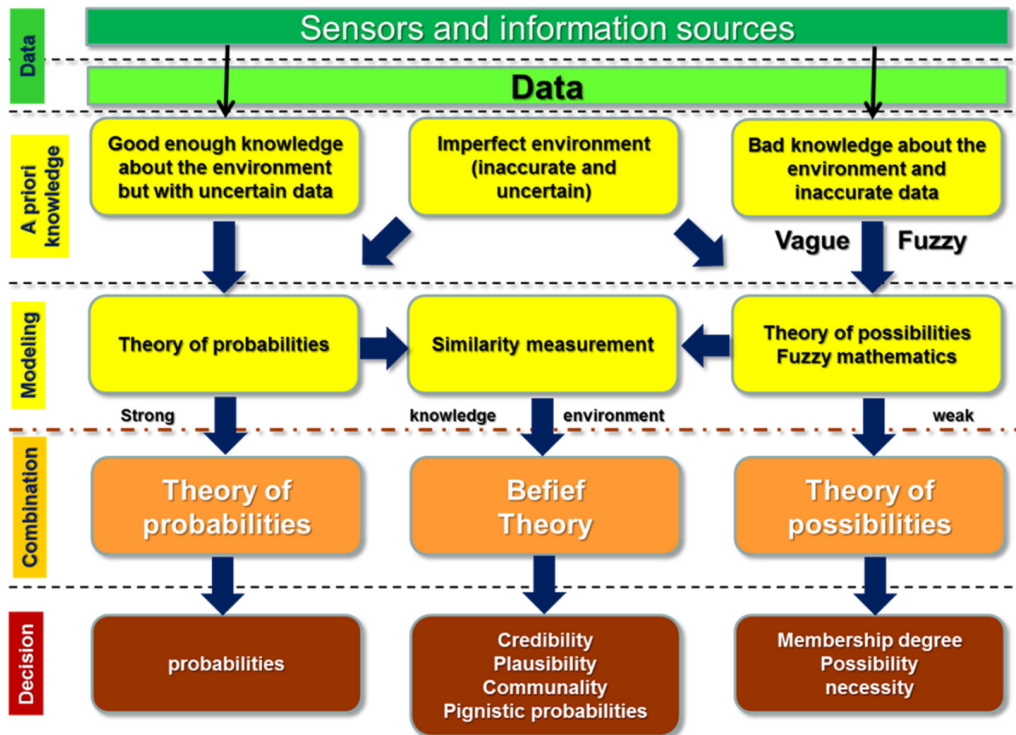 Data
Sensors and information sources
Data
A priori
knowledge
Good enough knowledge
about the environment
but with uncertain data
Imperfect environment
(inaccurate and
uncertain)
Bad knowledge about the
environment and
inaccurate data
Vague Fuzzy
Modeling
Theory of probabilities
Similarity measurement
Theory of possibilities
Fuzzy mathematics
Strong knowledge environment weak
Combination
Theory of
probabilities
Befief
Theory
Theory of
possibilities
Decision
probabilities
Credibility
Plausibility
Communality
Pignistic probabilities
Membership degree
Possibility
necessity